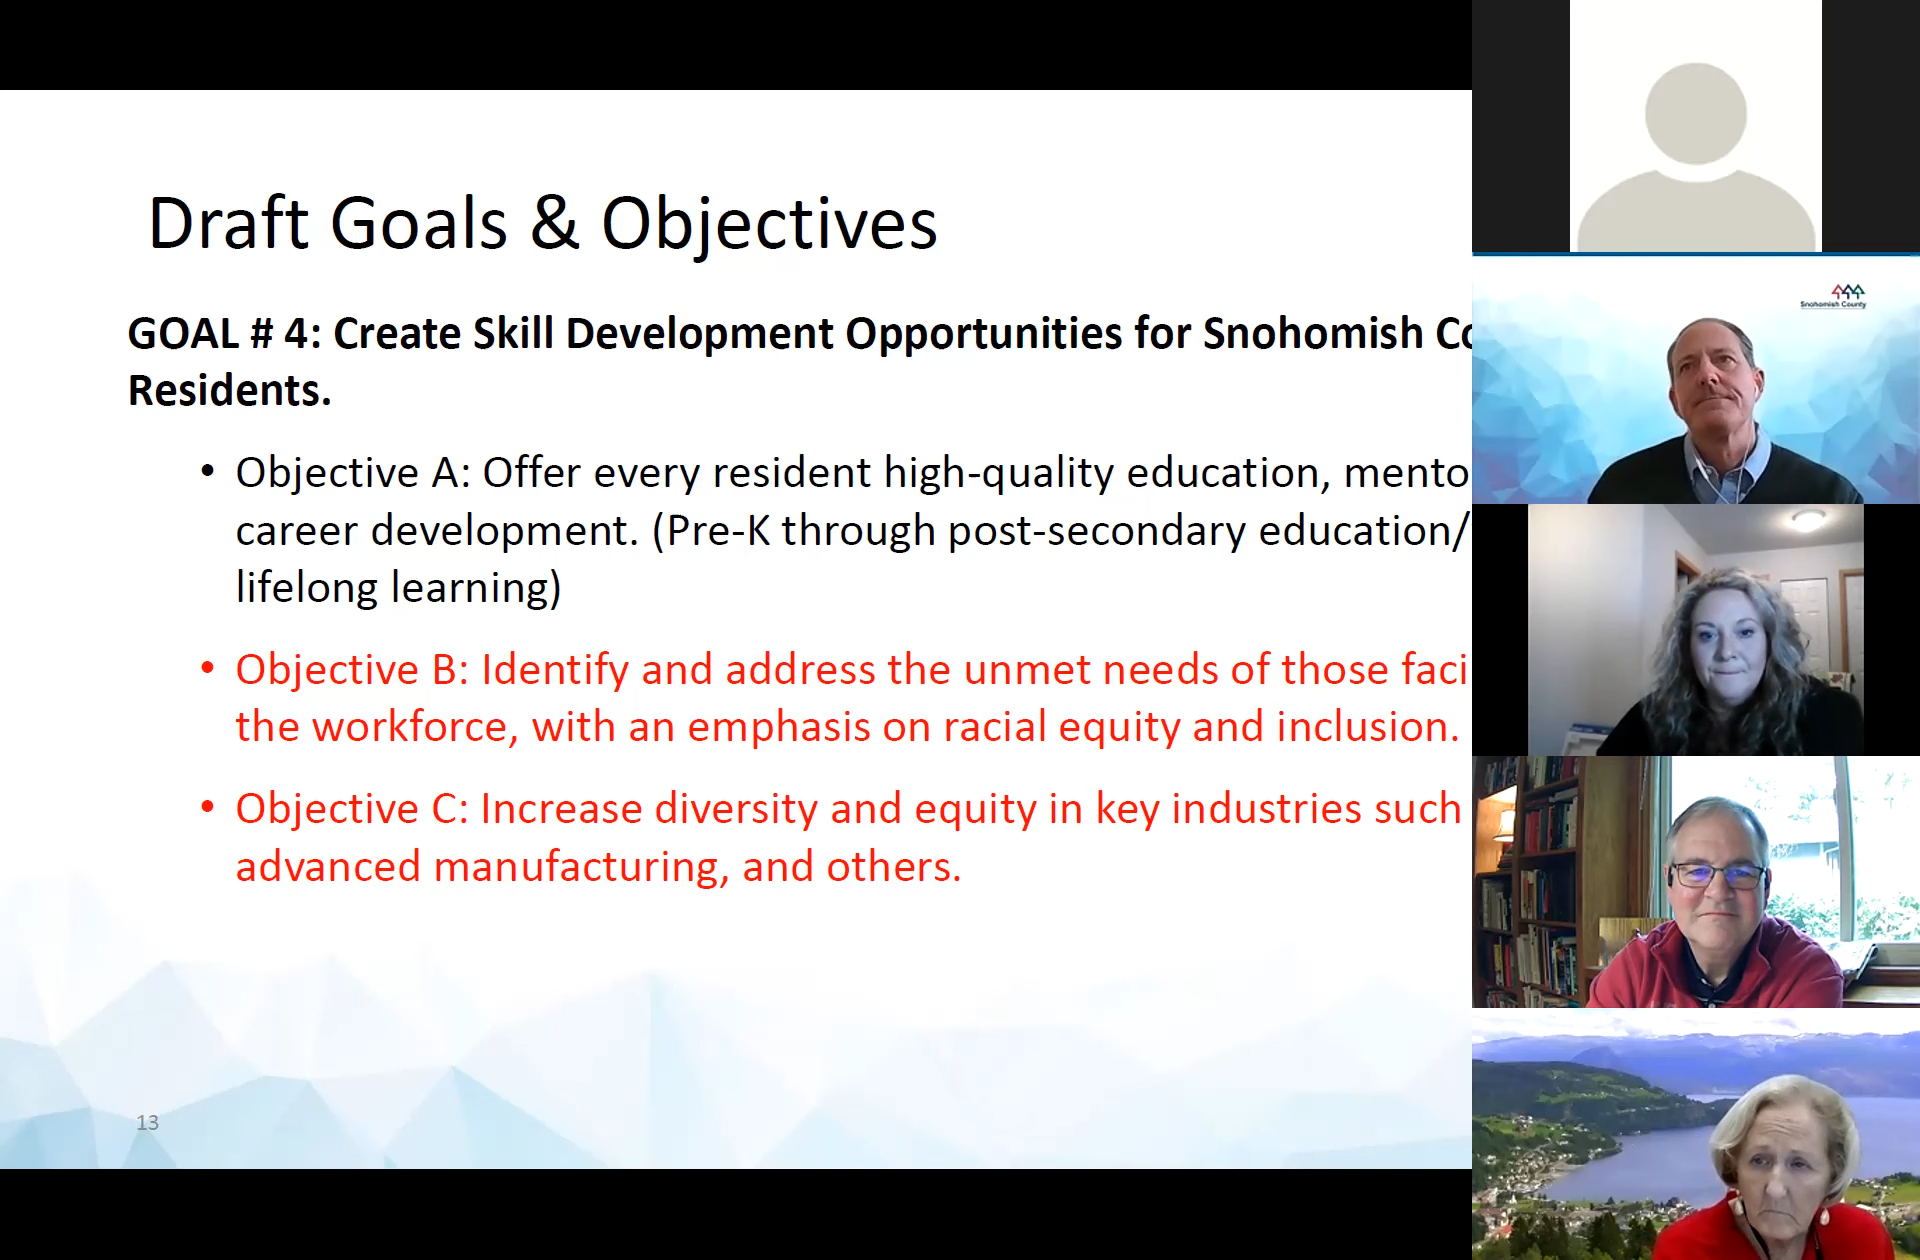 Draft Goals & Objectives
GOAL # 4: Create Skill Development Opportunities for Snohomish
Residents.
• Objective A: Offer every resident high-quality education,
career development. (Pre-K through post-secondary education/
lifelong learning)
• Objective B: Identify and address the unmet needs of those
the workforce, with an emphasis on racial equity and inclusion.
• Objective C: Increase diversity and equity in key industries such
advanced manufacturing, and others.
13
Snohomish County